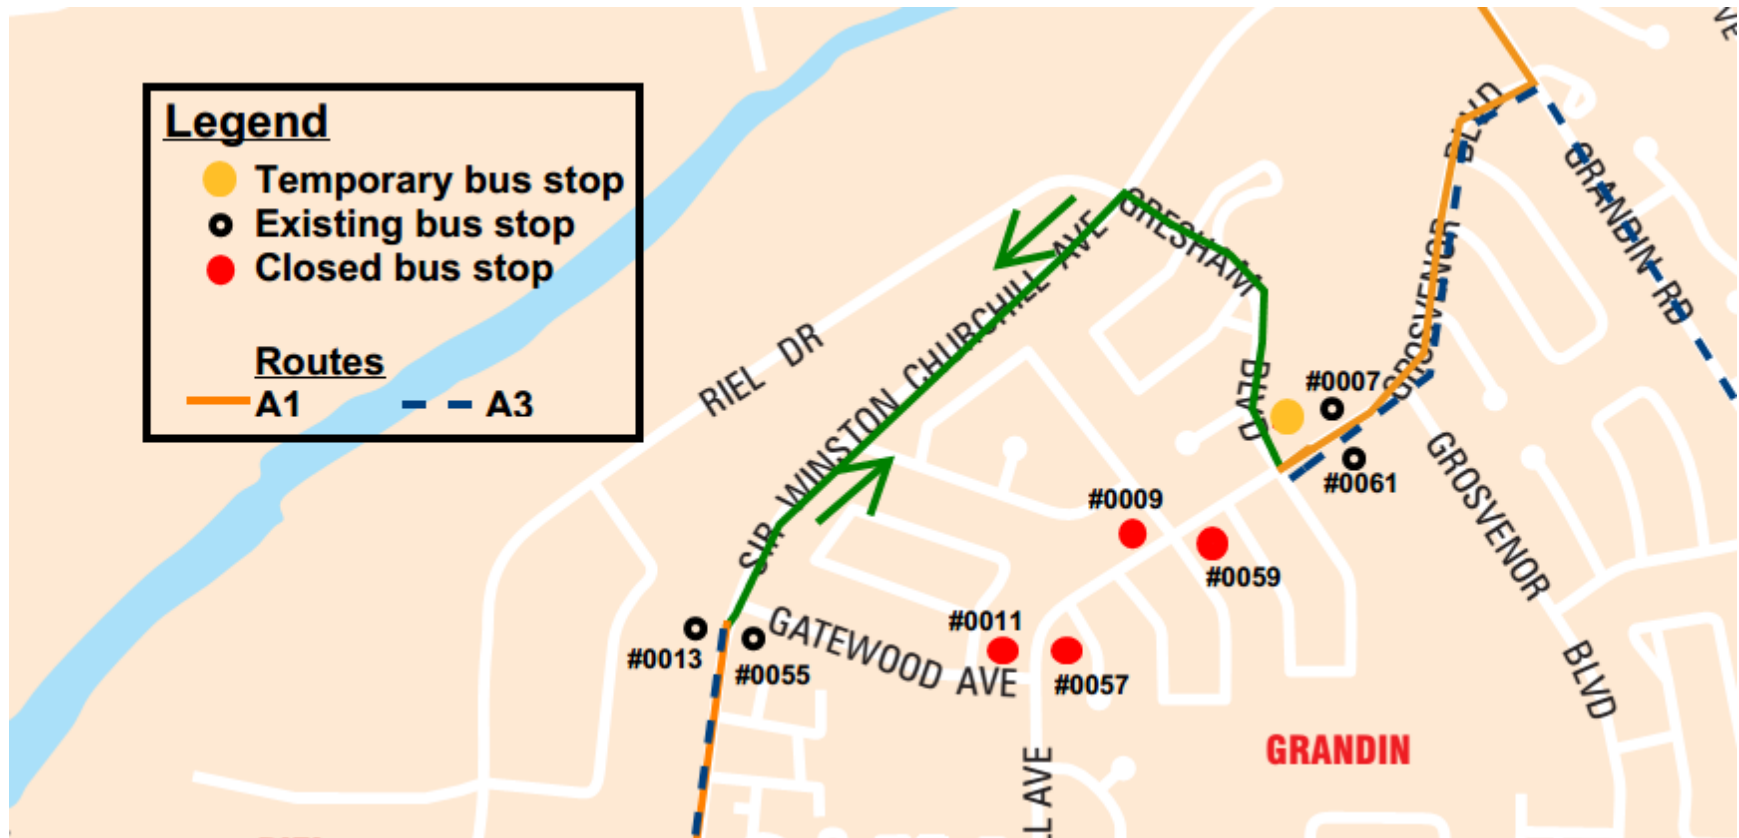 Legend
Temporary bus stop
Existing bus stop
Closed bus stop
Routes
A1
A3
BLVD
GRANDIN RD
GROSVENOR
GRESHAM
BLVD
SIR WINSTON CHURCHILL AVE
RIEL DR
#0007
#0061
GROSVENOR
BLVD
#0009
#0059
#0011
#0057
#0013
#0055
GATEWOOD AVE
GRANDIN
L AVE